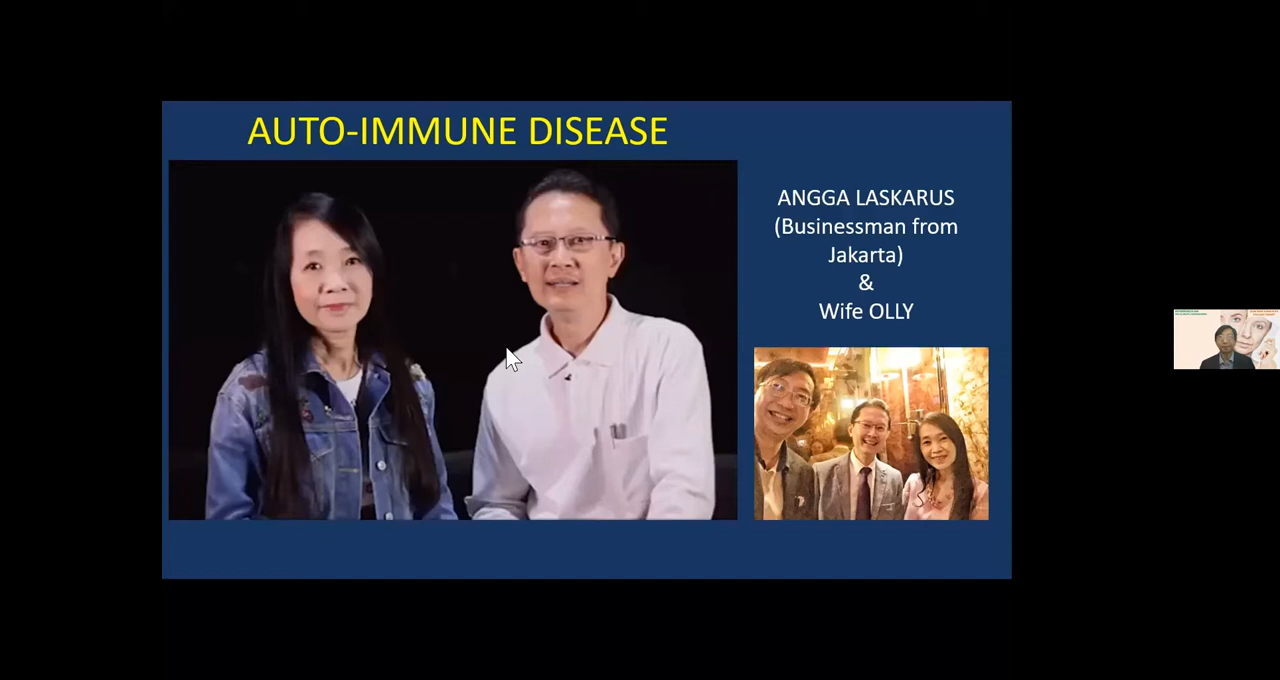 AUTO-IMMUNE DISEASE
ANGGA LASKARUS
(Businessman from
Jakarta)
&
Wife OLLY